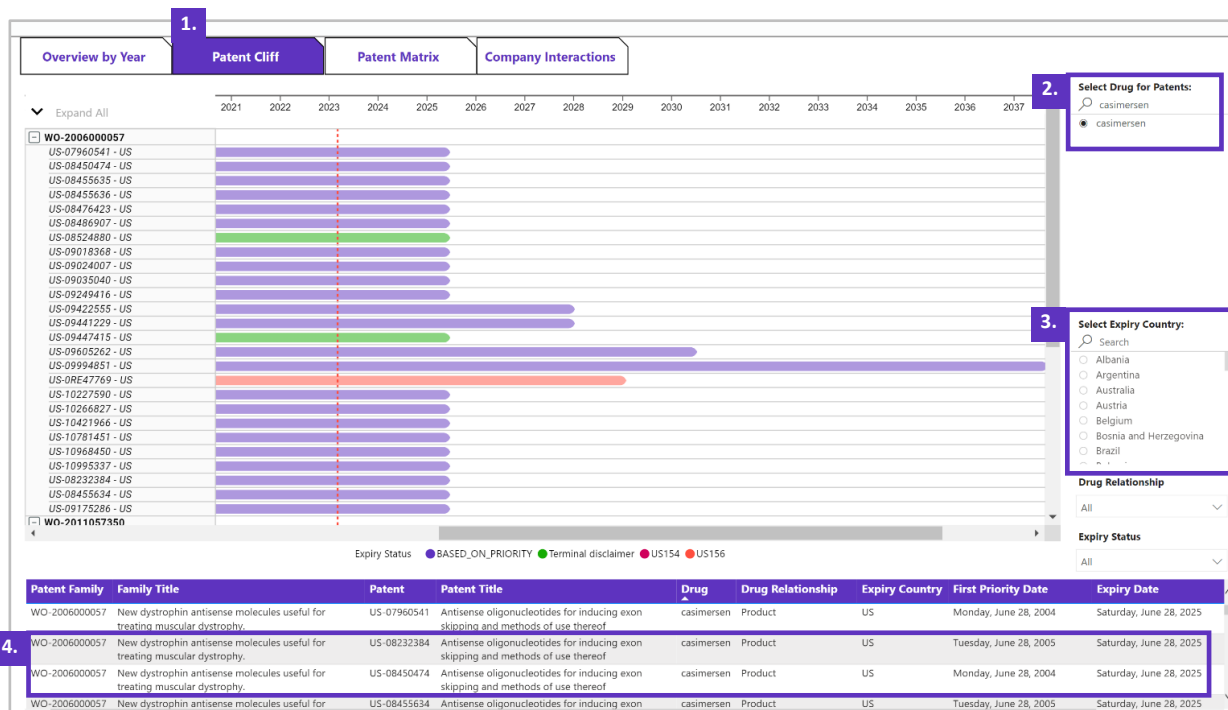 1.
Overview by Year
Patent Cliff
Patent Matrix
Company Interactions
Expand All
2021 2022 2023 2024 2025 2026 2027 2028 2029 2030 2031 2032 2033 2034 2035 2036 2037
WO-2006000057
US-07960541 - US
US-08450474 - US
US-08455635 - US
US-08455636 - US
US-08476423 - US
US-08486907 - US
US-08524880 - US
US-09018368 - US
US-09024007 - US
US-09035040 - US
US-09249416 - US
US-09422555 - US
US-09441229 - US
US-09447415 - US
US-09605262 - US
US-09994851 - US
US-0RE47769 - US
US-10227590 - US
US-10266827 - US
US-10421966 - US
US-10781451 - US
US-10968450 - US
US-10995337 - US
US-08232384 - US
US-08455634 - US
US-09175286 - US
WO-2011057350
Expiry Status BASED_ON_PRIORITY Terminal disclaimer US154 US156
2.
Select Drug for Patents:
casimersen
casimersen
3.
Select Expiry Country:
Search
Albania
Argentina
Australia
Austria
Belgium
Bosnia and Herzegovina
Brazil
Drug Relationship
All
Expiry Status
All
Patent Family Family Title Patent Patent Title Drug Drug Relationship Expiry Country First Priority Date Expiry Date
WO-2006000057 New dystrophin antisense molecules useful for US-07960541 Antisense oligonucleotides for inducing exon casimersen Product US Monday, June 28, 2004 Saturday, June 28, 2025
treating muscular dystrophy. skipping and methods of use thereof
4.
WO-2006000057 New dystrophin antisense molecules useful for US-08232384 Antisense oligonucleotides for inducing exon casimersen Product US Tuesday, June 28, 2005 Saturday, June 28, 2025
treating muscular dystrophy. skipping and methods of use thereof
WO-2006000057 New dystrophin antisense molecules useful for US-08450474 Antisense oligonucleotides for inducing exon casimersen Product US Monday, June 28, 2004 Saturday, June 28, 2025
treating muscular dystrophy. skipping and methods of use thereof
WO-2006000057 New dystrophin antisense molecules useful for US-08455634 Antisense oligonucleotides for inducing exon casimersen Product US Tuesday, June 28, 2005 Saturday, June 28, 2025